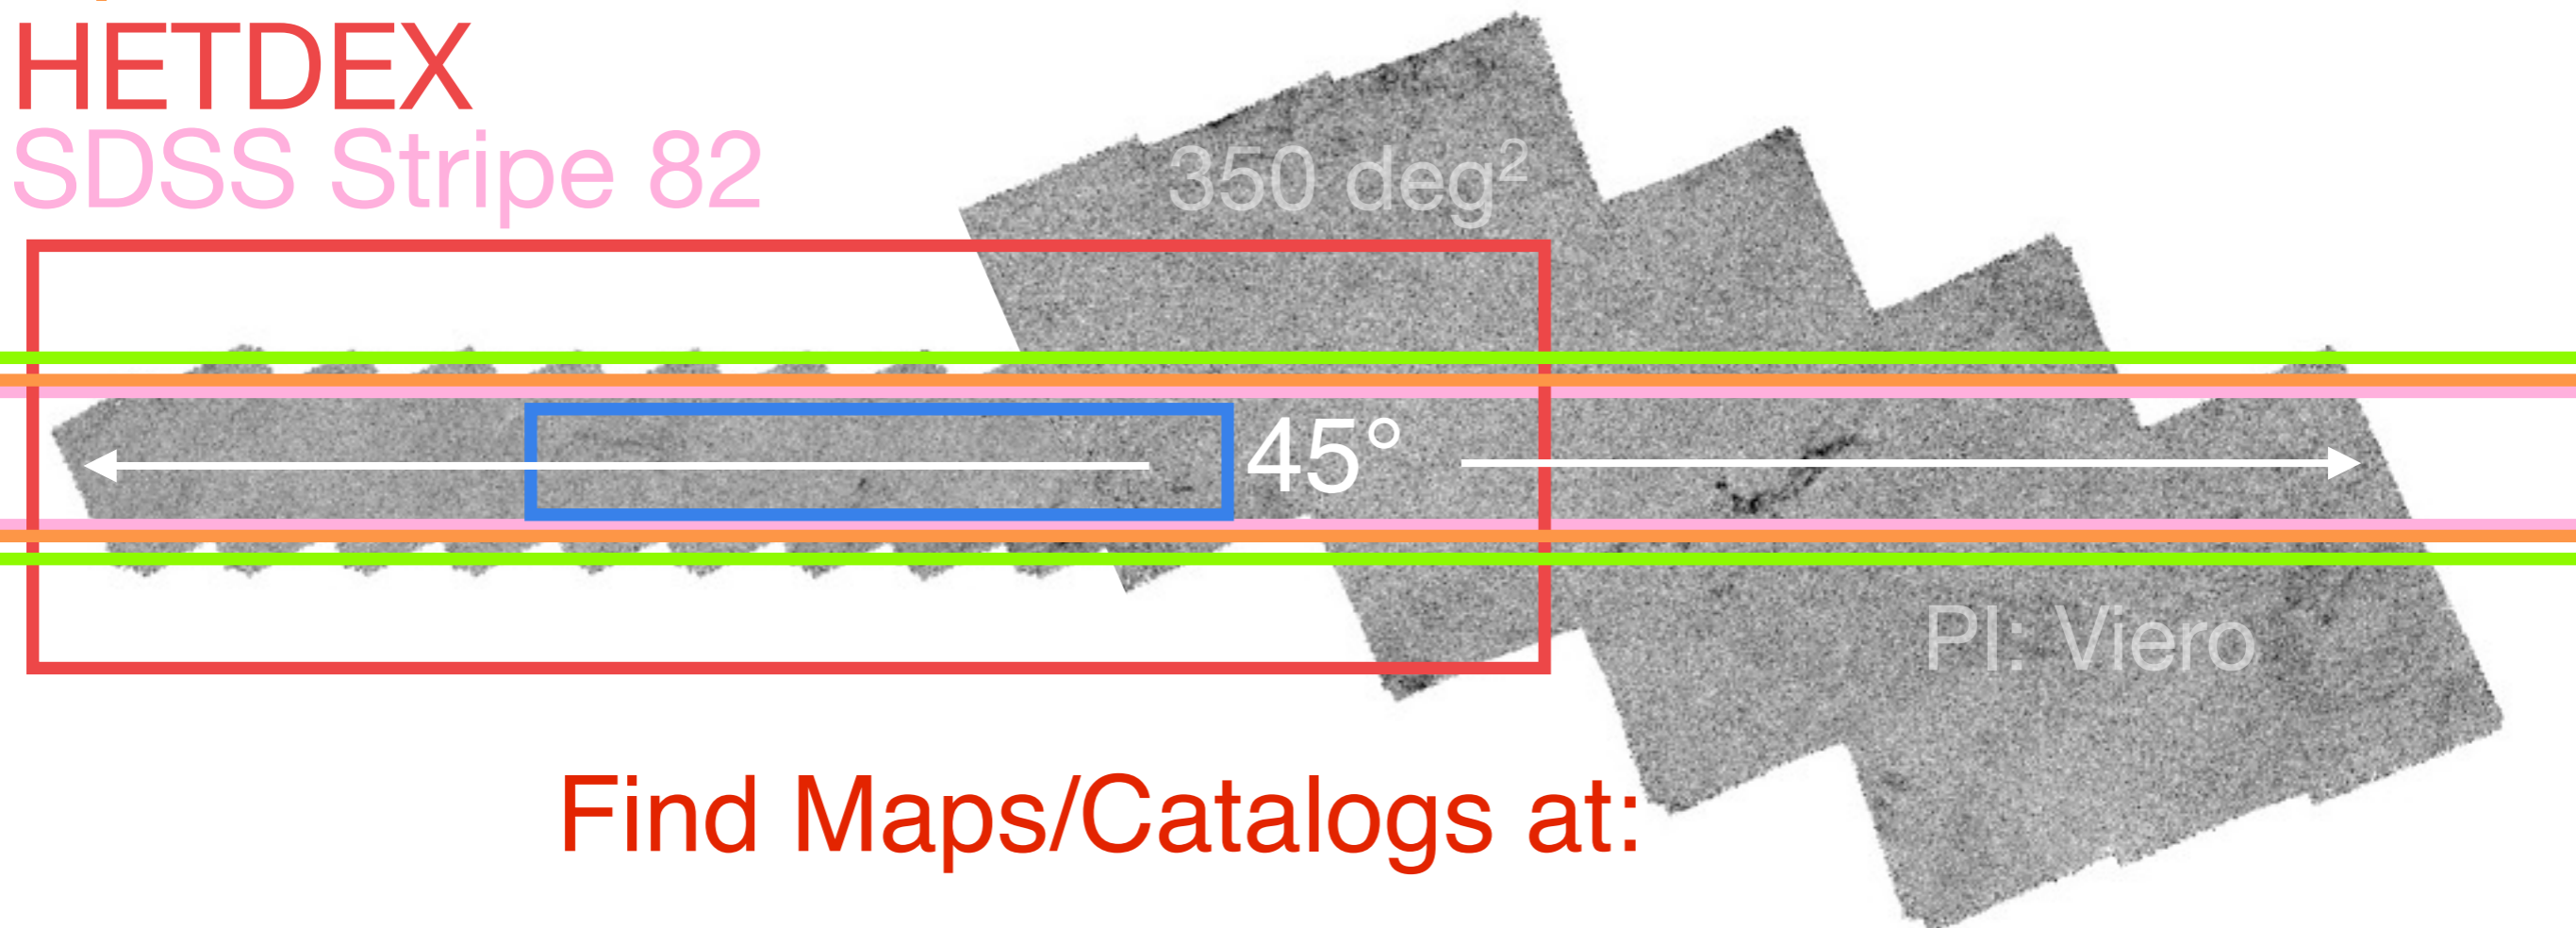 HETDEX
SDSS Stripe 82
350 deg²
45°
PI: Viero
Find Maps/Catalogs at: